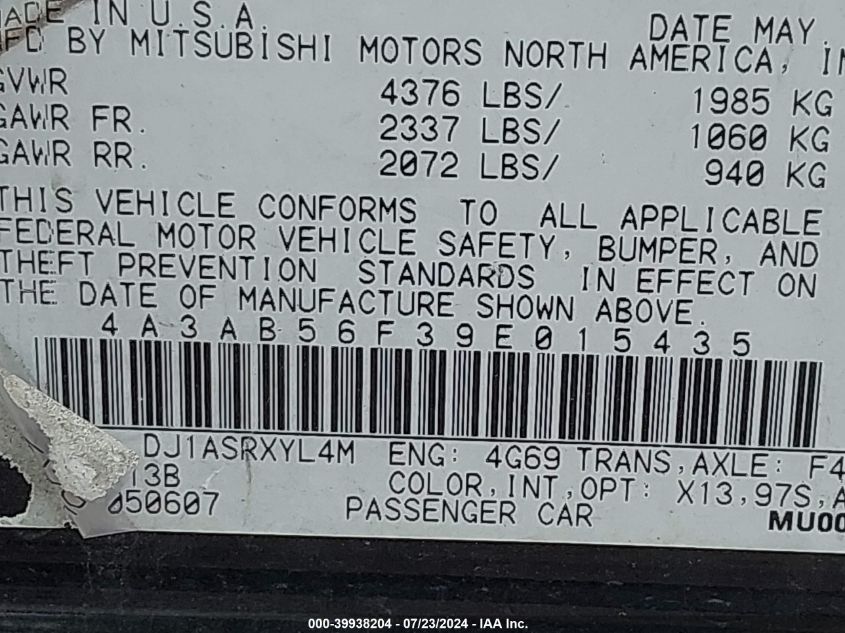 MADE IN U.S.A. DATE MAY.
MFD BY MITSUBISHI MOTORS NORTH AMERICA, IN
GVWR 4376 LBS/ 1985 KG
GAWR FR. 2337 LBS/ 1060 KG
GAWR RR. 2072 LBS/ 940 KG
THIS VEHICLE CONFORMS TO ALL APPLICABLE
FEDERAL MOTOR VEHICLE SAFETY, BUMPER, AND
THEFT PREVENTION STANDARDS IN EFFECT ON
THE DATE OF MANUFACTURE SHOWN ABOVE.
4A3AB56F39E015435
DJ1ASRXYL4M ENG: 4G69 TRANS,AXLE: F4
13B COLOR,INT,OPT: X13,97S,A
050607 PASSENGER CAR MU00
000-39938204 - 07/23/2024 - IAA Inc.